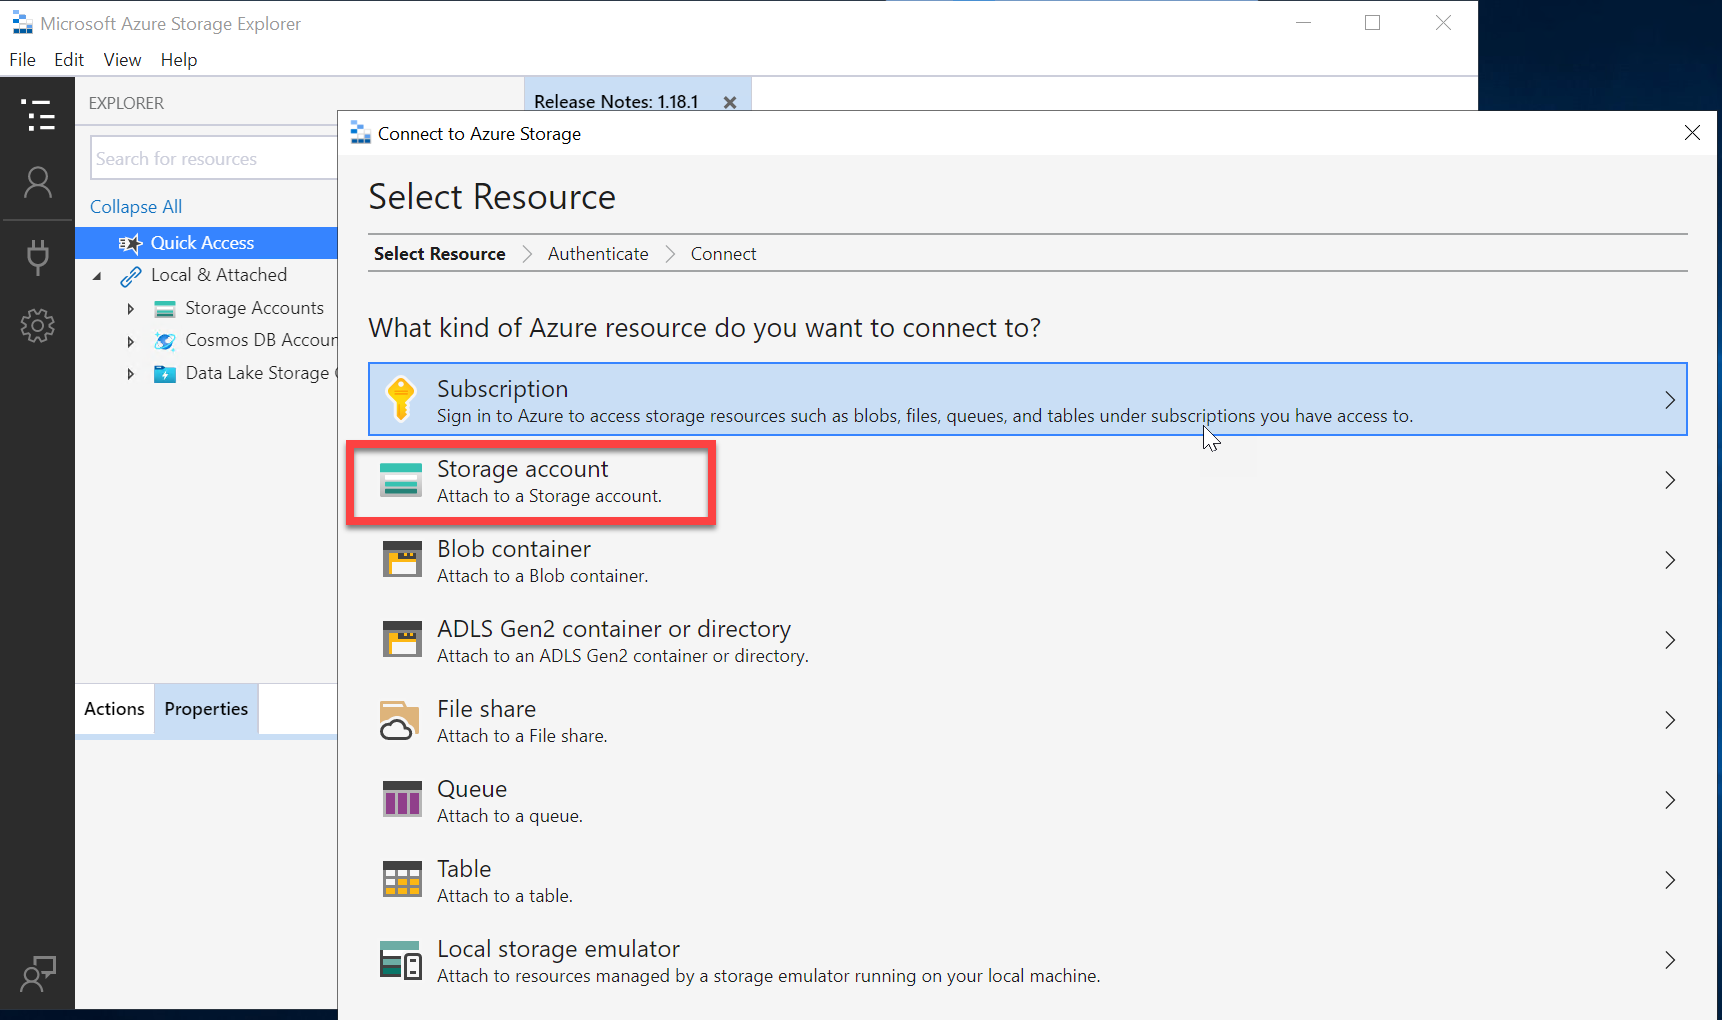 Microsoft Azure Storage Explorer
File Edit View Help
EXPLORER
Release Notes: 1.18.1
Search for resources
Collapse All
Quick Access
Local & Attached
Storage Accounts
Cosmos DB Accoun
Data Lake Storage
Actions Properties
Connect to Azure Storage
Select Resource
Select Resource Authenticate Connect
What kind of Azure resource do you want to connect to?
Subscription
Sign in to Azure to access storage resources such as blobs, files, queues, and tables under subscriptions you have access to.
Storage account
Attach to a Storage account.
Blob container
Attach to a Blob container.
ADLS Gen2 container or directory
Attach to an ADLS Gen2 container or directory.
File share
Attach to a File share.
Queue
Attach to a queue.
Table
Attach to a table.
Local storage emulator
Attach to resources managed by a storage emulator running on your local machine.